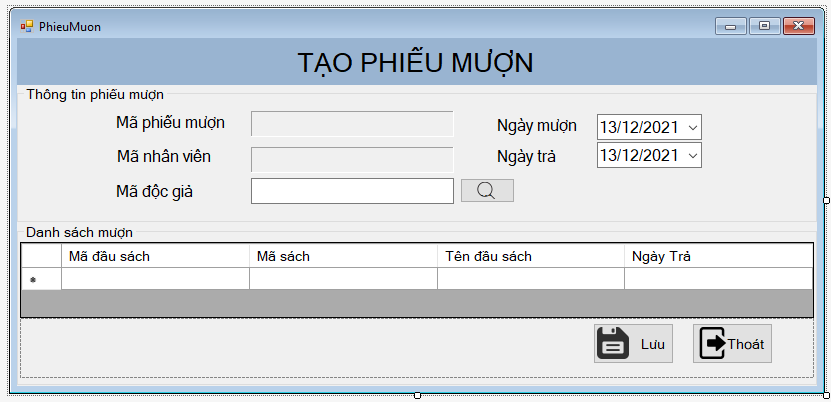 PhieuMuon
TẠO PHIẾU MƯỢN
Thông tin phiếu mượn
Mã phiếu mượn
Ngày mượn 13/12/2021
Mã nhân viên
Ngày trả 13/12/2021
Mã độc giả
Danh sách mượn
Mã đầu sách Mã sách Tên đầu sách Ngày Trả
*
Lưu Thoát